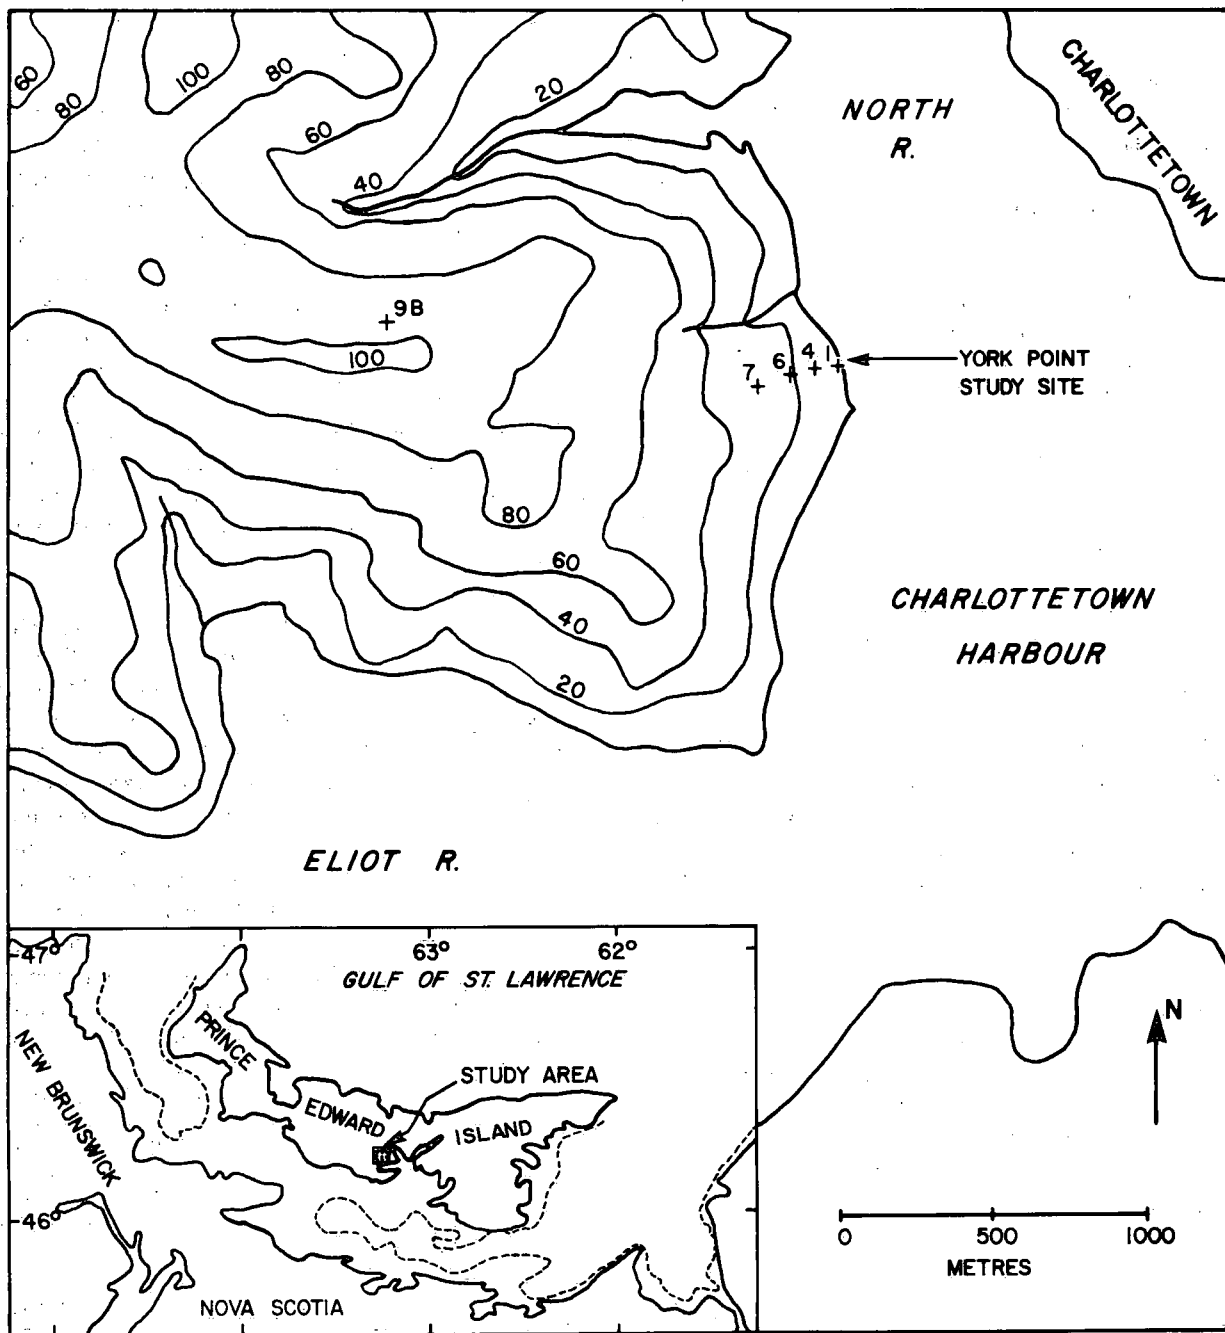 60
80
100
80
60
20
40
NORTH
R.
CHARLOTTETOWN
9B
100
7
6
4
1
YORK POINT
STUDY SITE
80
60
40
20
CHARLOTTETOWN
HARBOUR
ELIOT R.
47°
63°
62°
GULF OF ST. LAWRENCE
PRINCE
EDWARD
ISLAND
STUDY AREA
NEW BRUNSWICK
46°
NOVA SCOTIA
N
0 500 1000
METRES